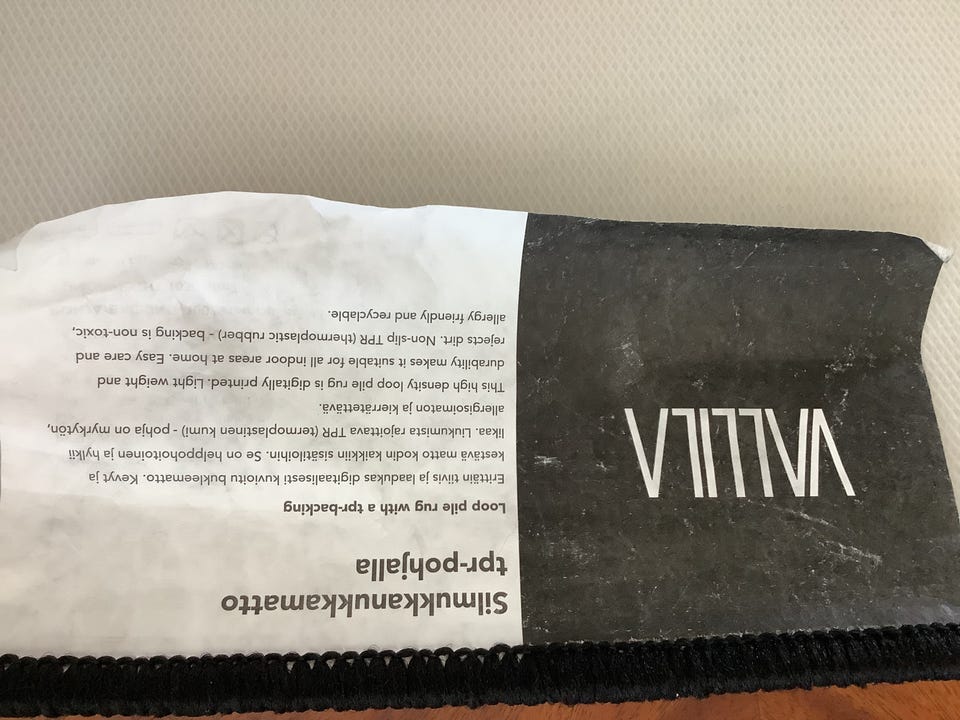 VALLILA
Silmukkanukkamatto
tpr-pohjalla
Loop pile rug with a tpr-backing
Erittäin tiivis ja laadukas digitaalisesti kuvioitu bukleematto. Kevyt ja
kestävä matto kodin kaikkiin sisätiloihin. Se on helppohoitoinen ja hylkii
likaa. Liukumista rajoittava TPR (termoplastinen kumi) - pohja on myrkytön,
allergisoimaton ja kierrätettävä.
This high density loop pile rug is digitally printed. Light weight and
durability makes it suitable for all indoor areas at home. Easy care and
rejects dirt. Non-slip TPR (thermoplastic rubber) - backing is non-toxic,
allergy friendly and recyclable.